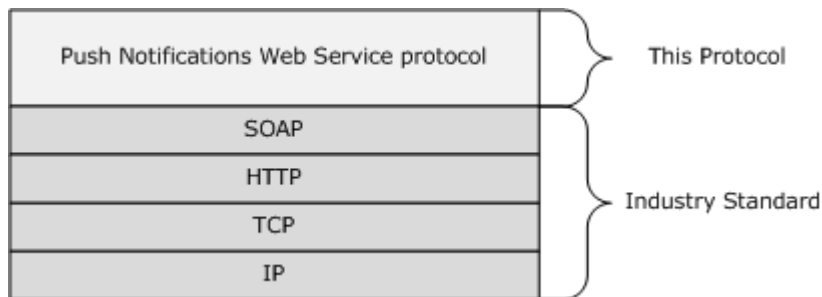 Push Notifications Web Service protocol
This Protocol
SOAP
HTTP
TCP
IP
Industry Standard